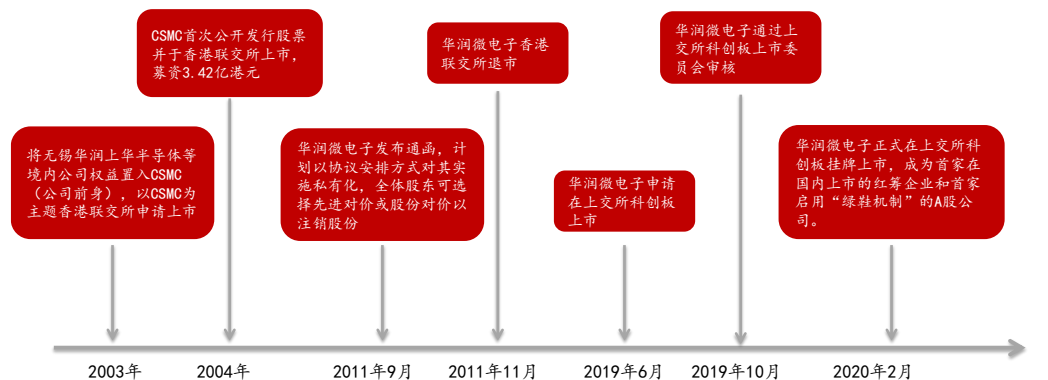 CSMC首次公开发行股票
并于香港联交所上市，
募资3.42亿港元
华润微电子香港
联交所退市
华润微电子通过上
交所科创板上市委
员会审核
将无锡华润上华半导体等
境内公司权益置入CSMC
（公司前身），以CSMC为
主题香港联交所申请上市
华润微电子发布通函，计
划以协议安排方式对其实
施私有化，全体股东可选
择先进对价或股份对价以
注销股份
华润微电子申请
在上交所科创板
上市
华润微电子正式在上交所科
创板挂牌上市，成为首家在
国内上市的红筹企业和首家
启用“绿鞋机制”的A股公
司。
2003年
2004年
2011年9月
2011年11月
2019年6月
2019年10月
2020年2月